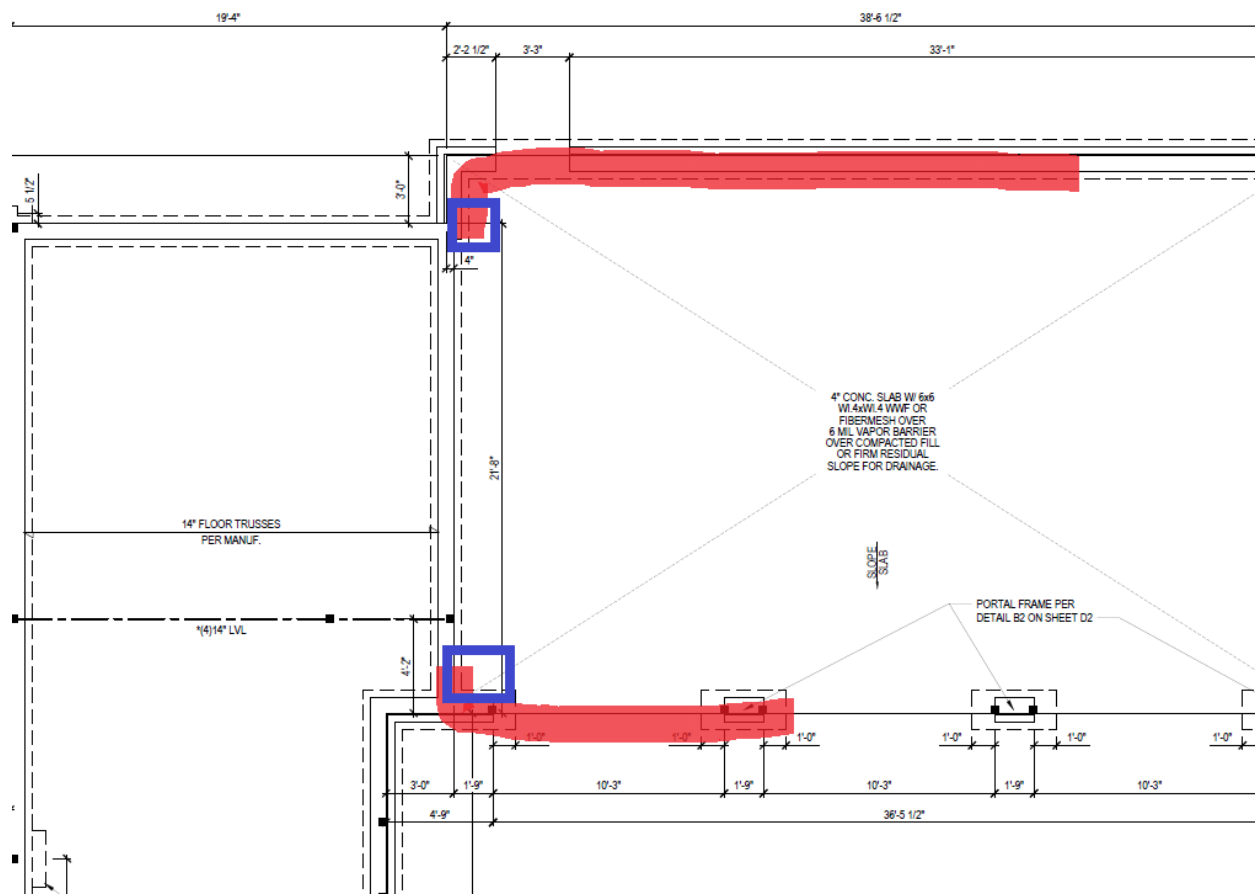 19'-4"
38'-6 1/2"
2'-2 1/2"
3'-3"
33'-1"
5 1/2"
3'-0"
4"
4" CONC. SLAB W/ 6x6
WI.4xWI.4 WWF OR
FIBERMESH OVER
6 MIL VAPOR BARRIER
OVER COMPACTED FILL
OR FIRM RESIDUAL
SLOPE FOR DRAINAGE.
21'-8"
14" FLOOR TRUSSES
PER MANUF.
SLOPE
SLAB
PORTAL FRAME PER
DETAIL B2 ON SHEET D2
*(4)14" LVL
4'-2"
1'-0"
1'-0"
1'-0"
1'-0"
1'-0"
1'-0"
3'-0"
1'-9"
10'-3"
1'-9"
10'-3"
1'-9"
10'-3"
4'-9"
36'-5 1/2"